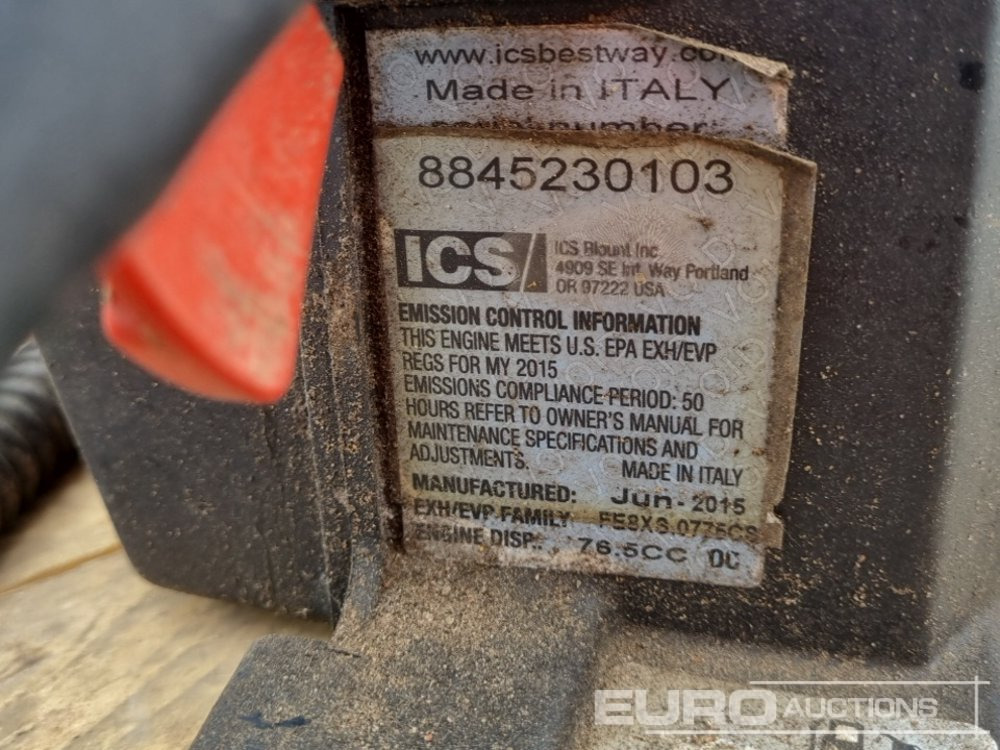 www.icsbestway.com
Made in ITALY
serial number:
8845230103
ICS
ICS Blount Inc
4909 SE Int. Way Portland
OR 97222 USA
EMISSION CONTROL INFORMATION
THIS ENGINE MEETS U.S. EPA EXH/EVP
REGS FOR MY 2015
EMISSIONS COMPLIANCE PERIOD: 50
HOURS REFER TO OWNER'S MANUAL FOR
MAINTENANCE SPECIFICATIONS AND
ADJUSTMENTS.
MADE IN ITALY
MANUFACTURED: Jun-2015
EXH/EVP FAMILY
ENGINE DISP.: 76.5CC
EURO AUCTIONS